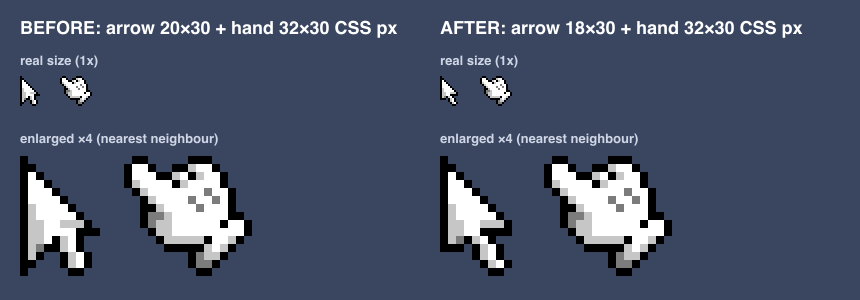 BEFORE: arrow 20×30 + hand 32×30 CSS px
real size (1x)
enlarged ×4 (nearest neighbour)
AFTER: arrow 18×30 + hand 32×30 CSS px
real size (1x)
enlarged ×4 (nearest neighbour)